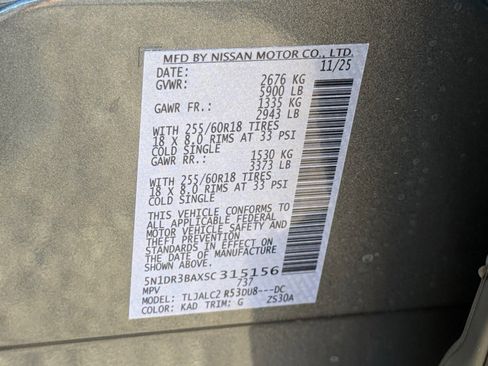 MFD BY NISSAN MOTOR CO., LTD.
DATE: 11/25
GVWR: 2676 KG
5900 LB
GAWR FR.: 1335 KG
2943 LB
WITH 255/60R18 TIRES
18 X 8.0 RIMS AT 33 PSI
COLD SINGLE
GAWR RR.: 1530 KG
3373 LB
WITH 255/60R18 TIRES
18 X 8.0 RIMS AT 33 PSI
COLD SINGLE
THIS VEHICLE CONFORMS TO
ALL APPLICABLE FEDERAL
MOTOR VEHICLE SAFETY AND
THEFT PREVENTION
STANDARDS IN EFFECT ON
THE DATE OF MANUFACTURE
SHOWN ABOVE.
5N1DR3BAXSC315156
MPV 737
MODEL: TLJALC2 R53DU8---DC
COLOR: KAD TRIM: G ZS30A